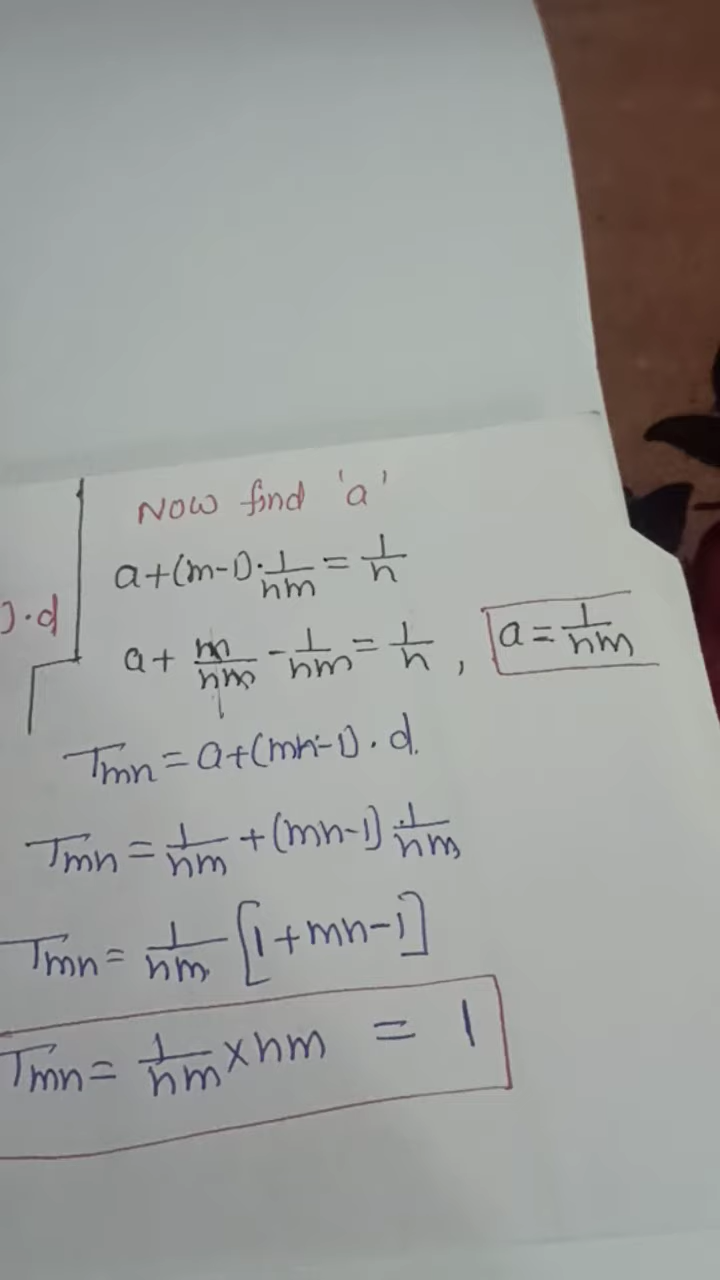 NOW find 'a'
a+(m-1)·1/nm = 1/n
).d
a + m/nm - 1/nm = 1/n , a = 1/nm
Tmn = a+(mn-1).d.
Tmn = 1/nm + (mn-1) 1/nm
Tmn = 1/nm [1+mn-1]
Tmn = 1/nm × nm = 1